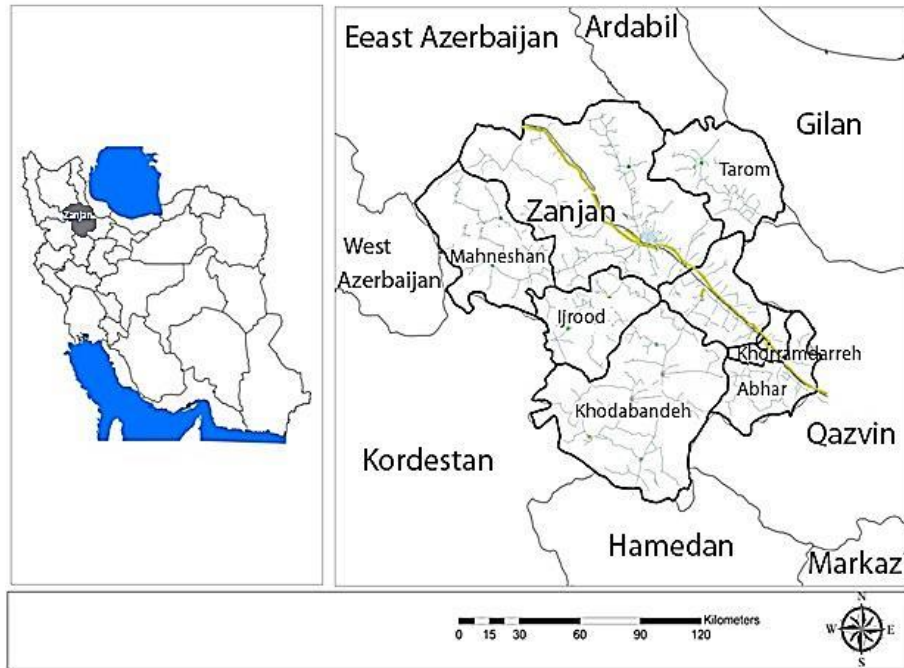 Zanjan
Eeast Azerbaijan
Ardabil
Gilan
Tarom
Zanjan
West
Azerbaijan
Mahneshan
Ijrood
Khorramdarreh
Abhar
Khodabandeh
Qazvin
Kordestan
Hamedan
Markazi
0 15 30 60 90 120
Kilometers
N
W E
S